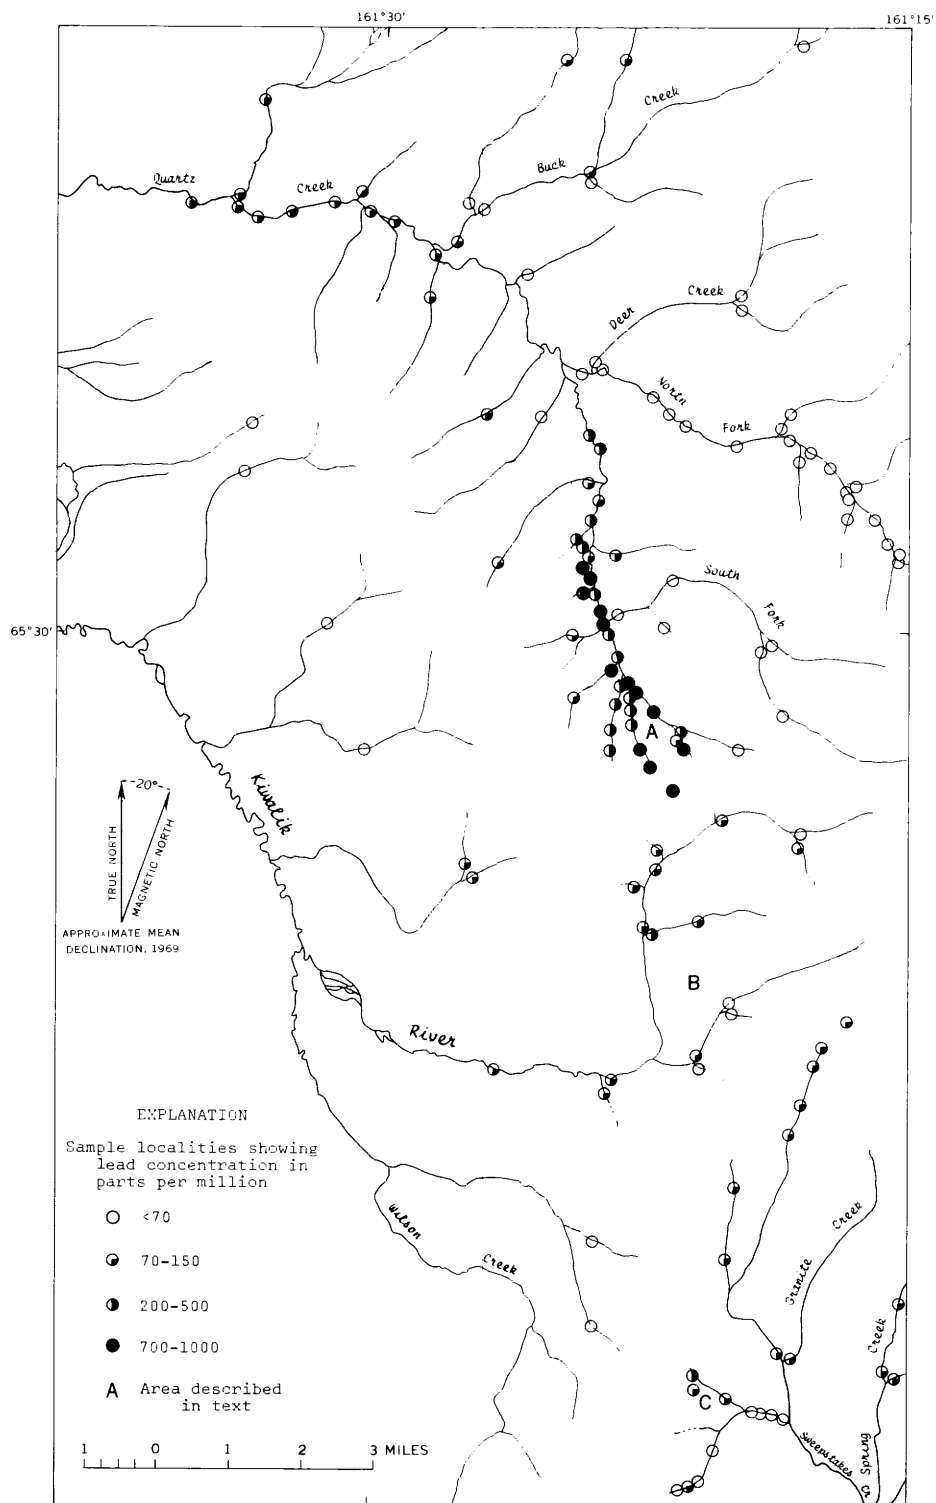 161°30'
161°15'
Creek
Buck
Quartz
Creek
Creek
Deer
North
Fork
South
Fork
65°30'
A
20°
TRUE NORTH
MAGNETIC NORTH
APPROXIMATE MEAN
DECLINATION, 1969
Kiwalik
River
B
EXPLANATION
Sample localities showing
lead concentration in
parts per million
<70
70-150
200-500
700-1000
A Area described
in text
Wilson
Creek
Granite
Creek
Creek
C
Sweepstakes
Cr
Spring
1 0 1 2 3 MILES